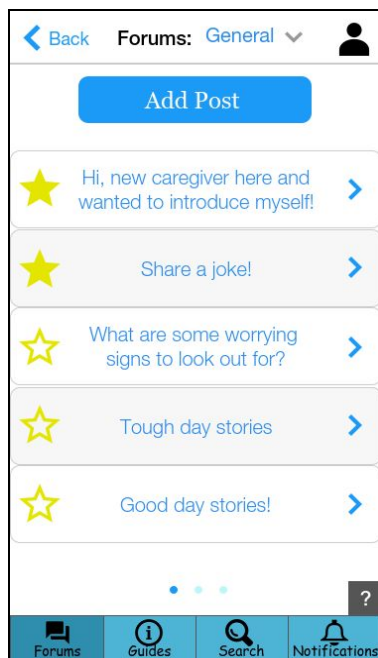 Back Forums: General
Add Post
Hi, new caregiver here and
wanted to introduce myself!
Share a joke!
What are some worrying
signs to look out for?
Tough day stories
Good day stories!
?
Forums Guides Search Notifications